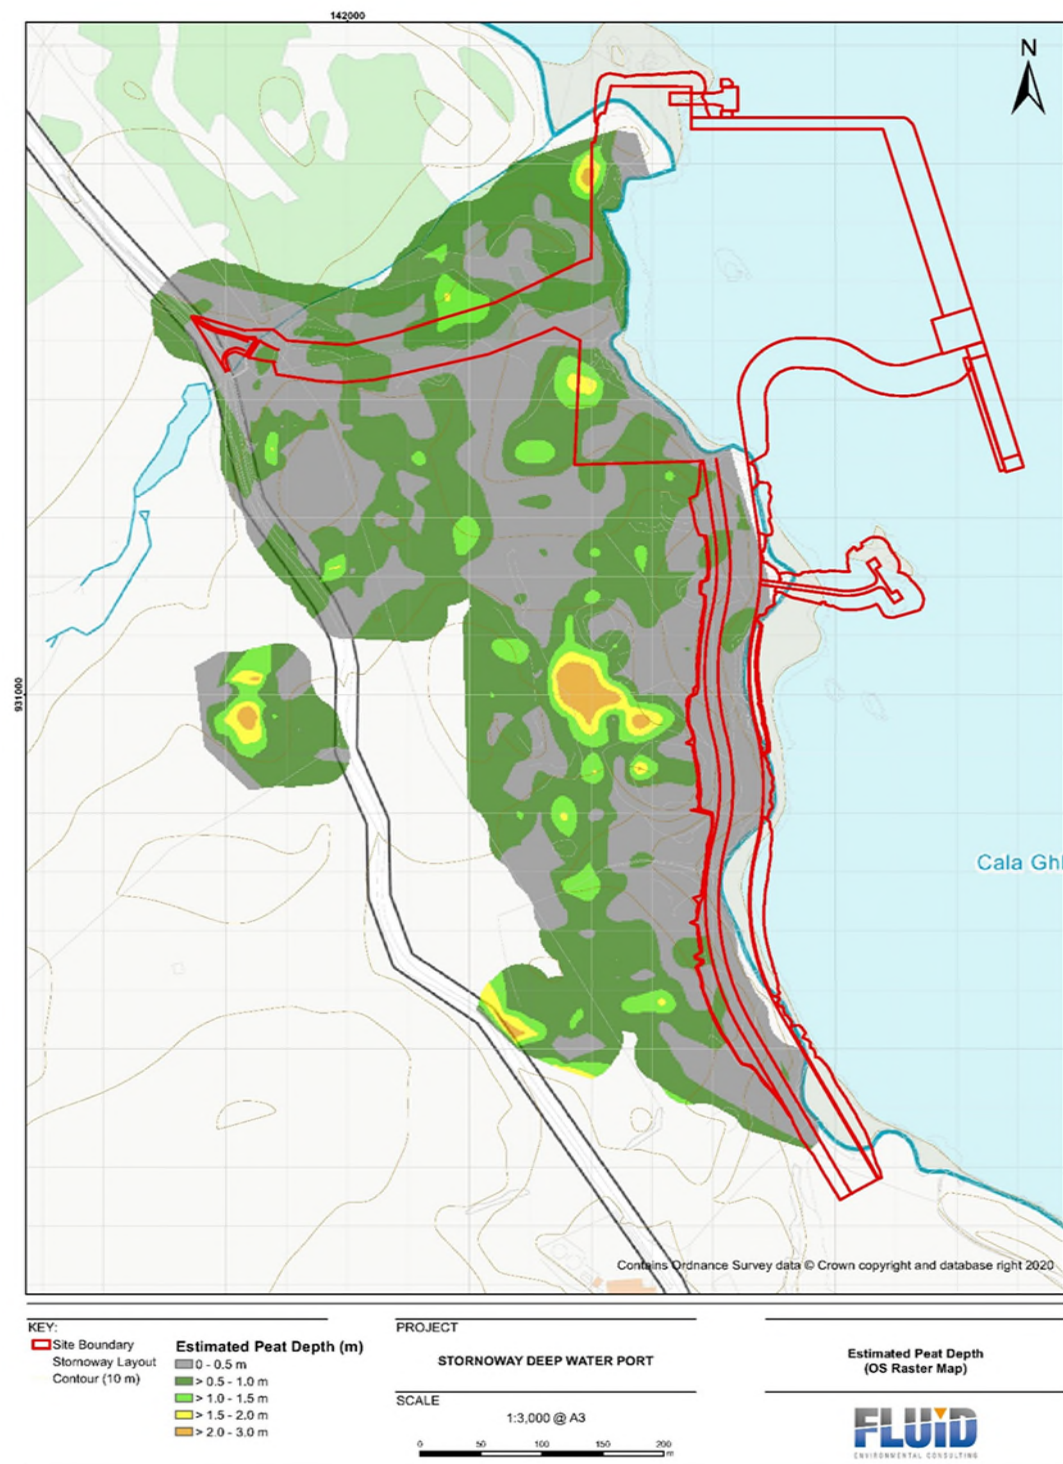 142000
N
931000
Cala Ghl
Contains Ordnance Survey data © Crown copyright and database right 2020
KEY:
Site Boundary
Stornoway Layout
Contour (10 m)
Estimated Peat Depth (m)
0 - 0.5 m
> 0.5 - 1.0 m
> 1.0 - 1.5 m
> 1.5 - 2.0 m
> 2.0 - 3.0 m
PROJECT
STORNOWAY DEEP WATER PORT
SCALE
1:3,000 @ A3
0 50 100 150 200
m
Estimated Peat Depth
(OS Raster Map)
FLUID
ENVIRONMENTAL CONSULTING